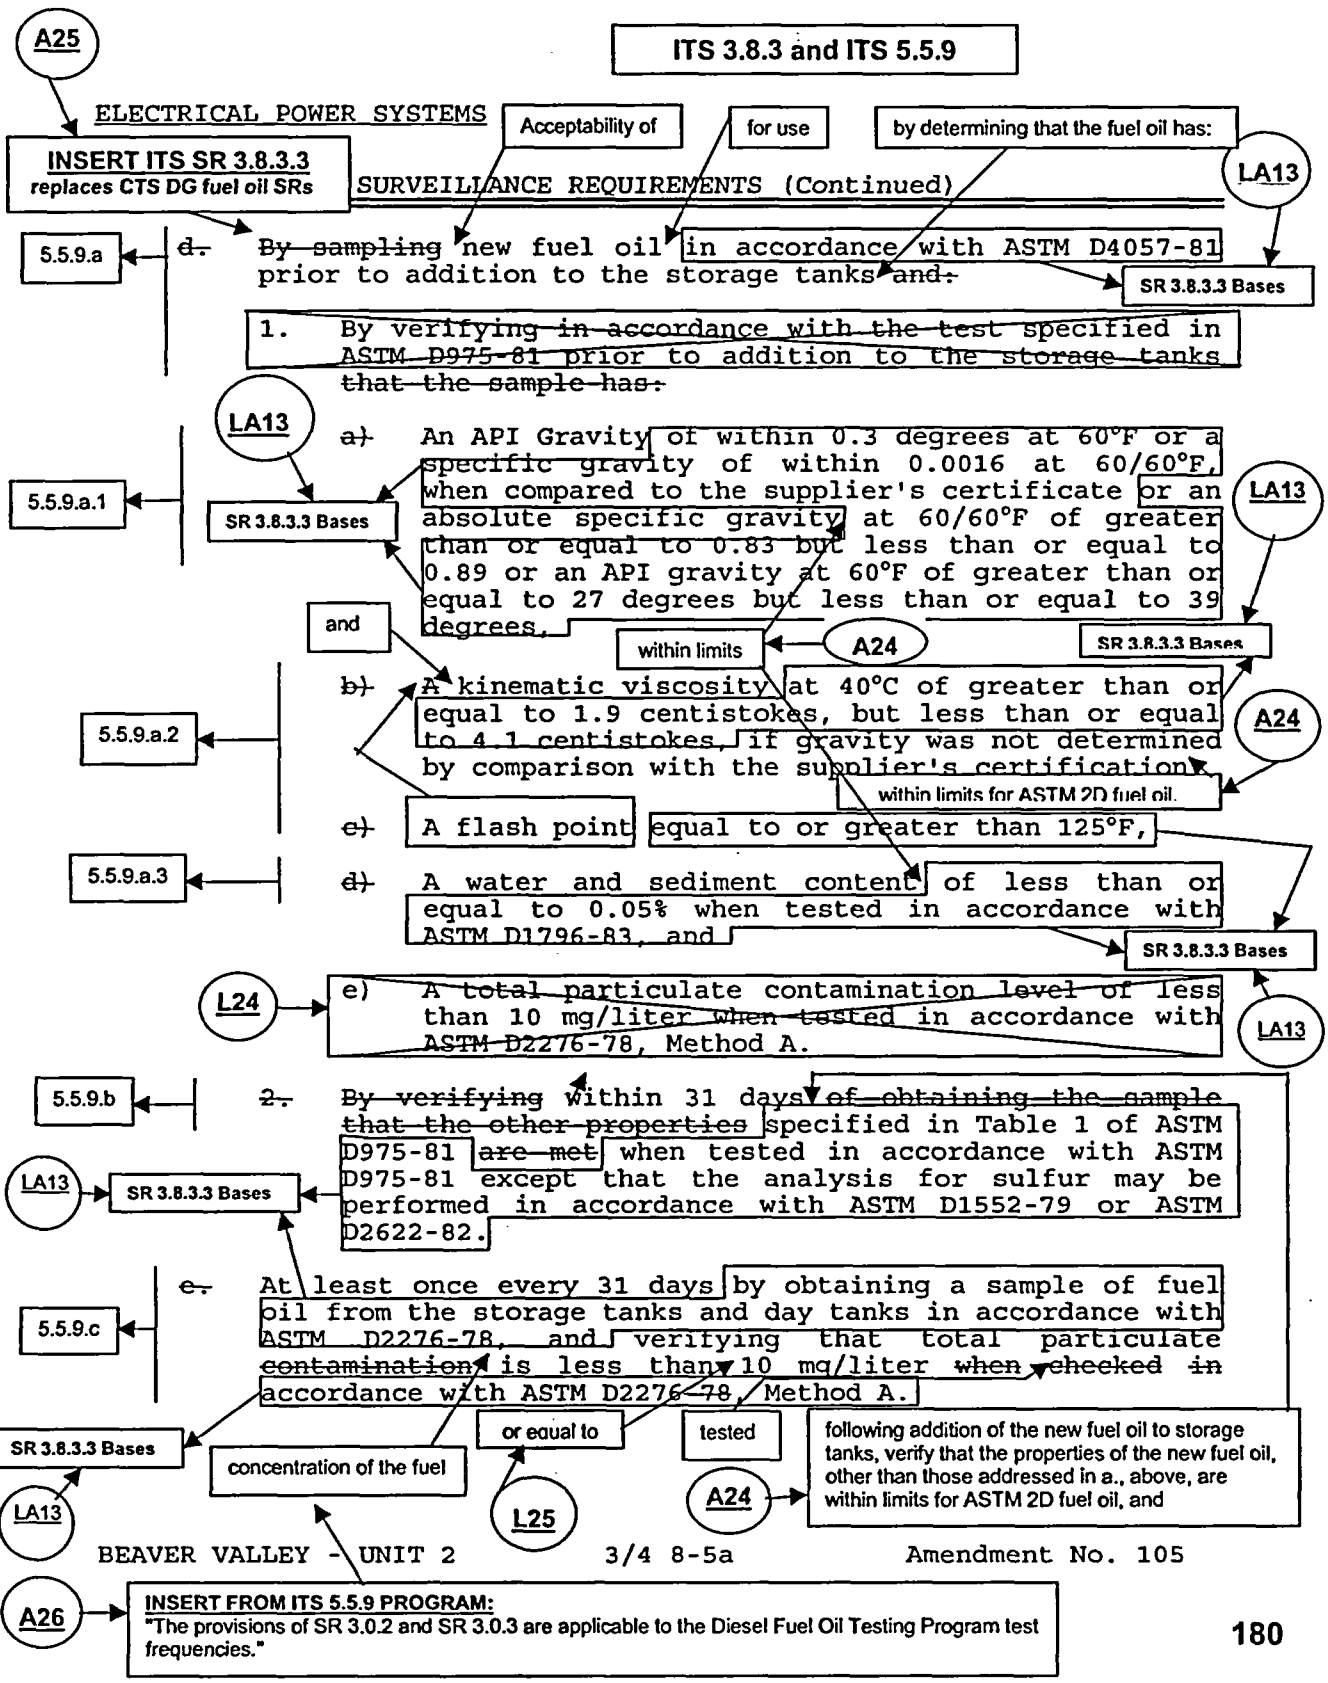 A25
ITS 3.8.3 and ITS 5.5.9
ELECTRICAL POWER SYSTEMS
Acceptability of
for use
by determining that the fuel oil has:
INSERT ITS SR 3.8.3.3
replaces CTS DG fuel oil SRs
LA13
SURVEILLANCE REQUIREMENTS (Continued)
5.5.9.a
d. By sampling new fuel oil in accordance with ASTM D4057-81
prior to addition to the storage tanks and:
SR 3.8.3.3 Bases
1. By verifying in accordance with the test specified in
ASTM D975-81 prior to addition to the storage tanks
that the sample has:
LA13
a) An API Gravity of within 0.3 degrees at 60°F or a
specific gravity of within 0.0016 at 60/60°F,
when compared to the supplier's certificate or an
absolute specific gravity at 60/60°F of greater
than or equal to 0.83 but less than or equal to
0.89 or an API gravity at 60°F of greater than or
equal to 27 degrees but less than or equal to 39
degrees,
5.5.9.a.1
SR 3.8.3.3 Bases
LA13
and
within limits
A24
SR 3.8.3.3 Bases
b) A kinematic viscosity at 40°C of greater than or
equal to 1.9 centistokes, but less than or equal
to 4.1 centistokes, if gravity was not determined
by comparison with the supplier's certification
5.5.9.a.2
A24
within limits for ASTM 2D fuel oil.
c) A flash point equal to or greater than 125°F,
5.5.9.a.3
d) A water and sediment content of less than or
equal to 0.05% when tested in accordance with
ASTM D1796-83, and
SR 3.8.3.3 Bases
L24
e) A total particulate contamination level of less
than 10 mg/liter when tested in accordance with
ASTM D2276-78, Method A.
LA13
5.5.9.b
2. By verifying within 31 days of obtaining the sample
that the other properties specified in Table 1 of ASTM
D975-81 are met when tested in accordance with ASTM
D975-81 except that the analysis for sulfur may be
performed in accordance with ASTM D1552-79 or ASTM
D2622-82.
LA13
SR 3.8.3.3 Bases
e. At least once every 31 days by obtaining a sample of fuel
oil from the storage tanks and day tanks in accordance with
ASTM D2276-78, and verifying that total particulate
contamination is less than 10 mg/liter when checked in
accordance with ASTM D2276-78, Method A.
5.5.9.c
SR 3.8.3.3 Bases
concentration of the fuel
or equal to
tested
following addition of the new fuel oil to storage
tanks, verify that the properties of the new fuel oil,
other than those addressed in a., above, are
within limits for ASTM 2D fuel oil, and
LA13
L25
A24
BEAVER VALLEY - UNIT 2 3/4 8-5a Amendment No. 105
A26
INSERT FROM ITS 5.5.9 PROGRAM:
"The provisions of SR 3.0.2 and SR 3.0.3 are applicable to the Diesel Fuel Oil Testing Program test
frequencies."
180